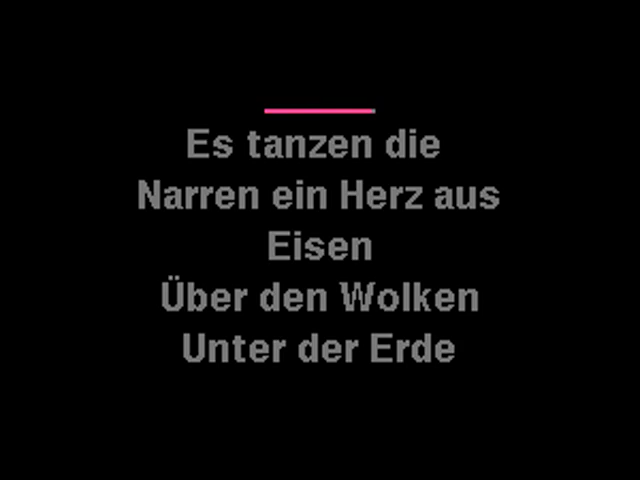 Es tanzen die
Narren ein Herz aus
Eisen
Über den Wolken
Unter der Erde